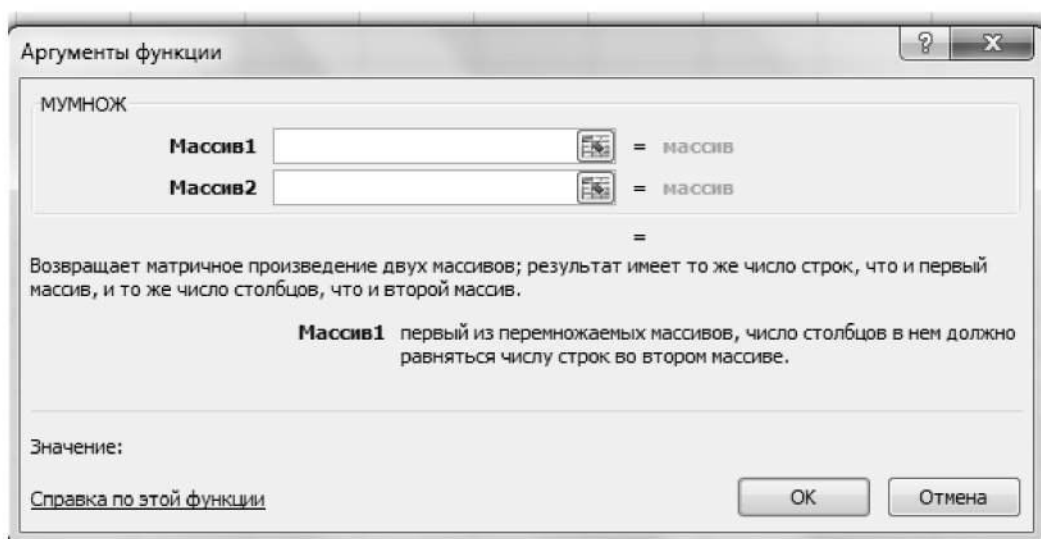 Аргументы функции
МУМНОЖ
Массив1 = массив
Массив2 = массив
=
Возвращает матричное произведение двух массивов; результат имеет то же число строк, что и первый
массив, и то же число столбцов, что и второй массив.
Массив1 первый из перемножаемых массивов, число столбцов в нем должно
равняться числу строк во втором массиве.
Значение:
Справка по этой функции
ОК Отмена